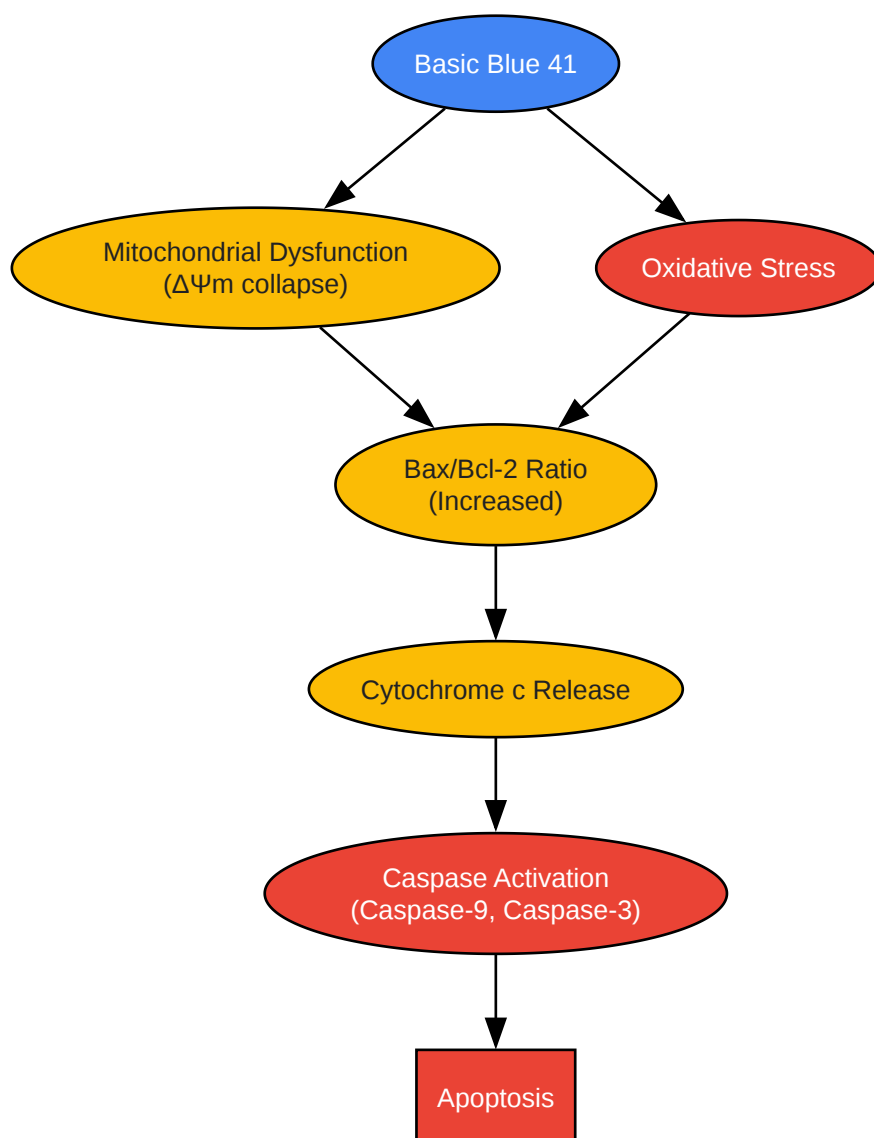 Basic Blue 41
Mitochondrial Dysfunction
(ΔΨm collapse)
Oxidative Stress
Bax/Bcl-2 Ratio
(Increased)
Cytochrome c Release
Caspase Activation
(Caspase-9, Caspase-3)
Apoptosis